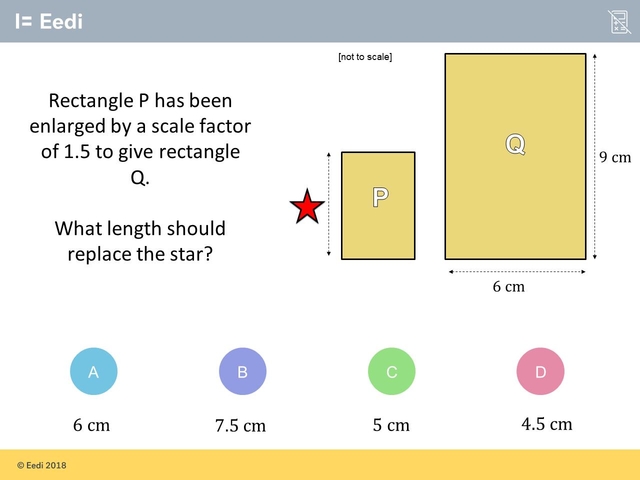 I= Eedi
[not to scale]
Rectangle P has been
enlarged by a scale factor
of 1.5 to give rectangle
Q.
What length should
replace the star?
P
Q
9 cm
6 cm
A
B
C
D
6 cm
7.5 cm
5 cm
4.5 cm
© Eedi 2018